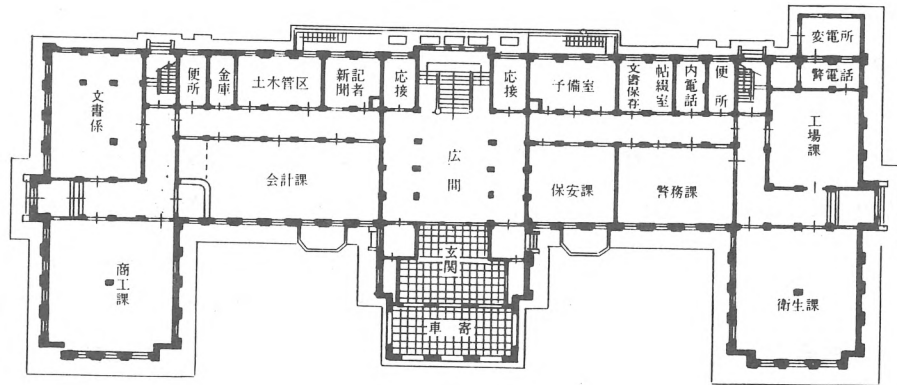 変電所
警電話
便所
金庫
土木管区
新聞
記者
応接
応接
予備室
文書保存
帖綴室
内電話
便所
文書係
工場課
広間
会計課
保安課
警務課
玄関
商工課
衛生課
車寄